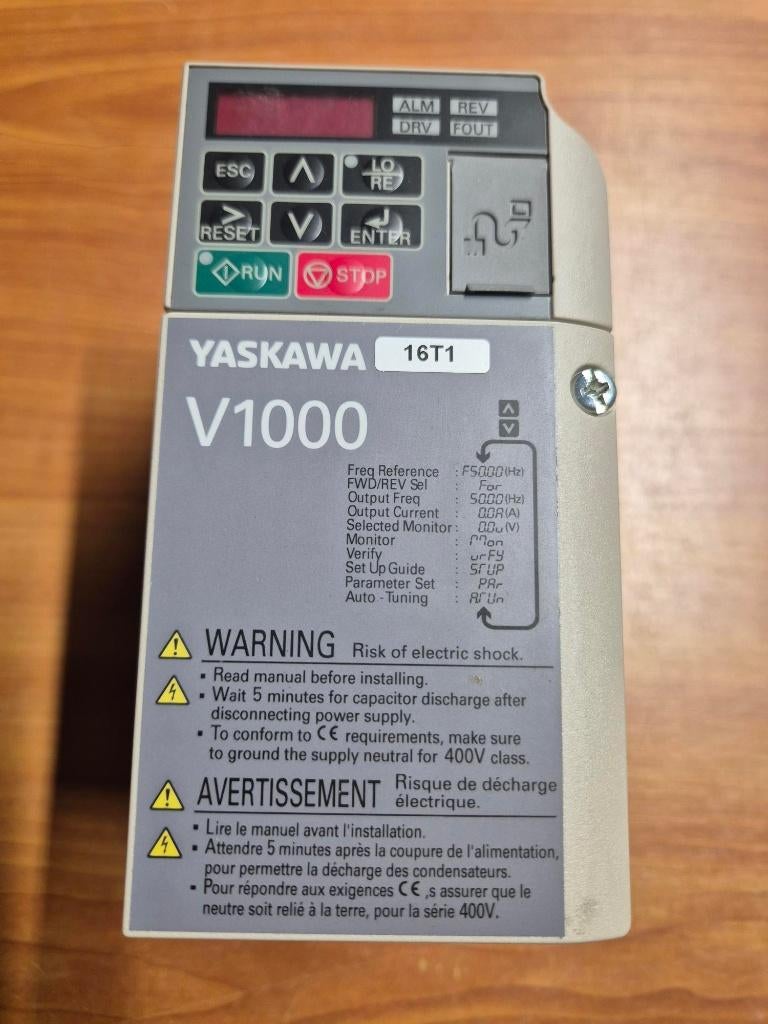 ALM REV
DRV FOUT
ESC ∧ LO/RE
> RESET ∨ ENTER
RUN STOP
YASKAWA 16T1
V1000
Freq Reference : F50.00 (Hz)
FWD/REV Sel : For
Output Freq : 50.00 (Hz)
Output Current : 0.0A (A)
Selected Monitor : 0.0u (V)
Monitor : Mon
Verify : urFy
Set Up Guide : STUP
Parameter Set : PAr
Auto - Tuning : ATUn
WARNING Risk of electric shock.
▪ Read manual before installing.
▪ Wait 5 minutes for capacitor discharge after
disconnecting power supply.
▪ To conform to CE requirements, make sure
to ground the supply neutral for 400V class.
AVERTISSEMENT Risque de décharge
électrique.
▪ Lire le manuel avant l'installation.
▪ Attendre 5 minutes après la coupure de l'alimentation,
pour permettre la décharge des condensateurs.
▪ Pour répondre aux exigences CE ,s assurer que le
neutre soit relié à la terre, pour la série 400V.